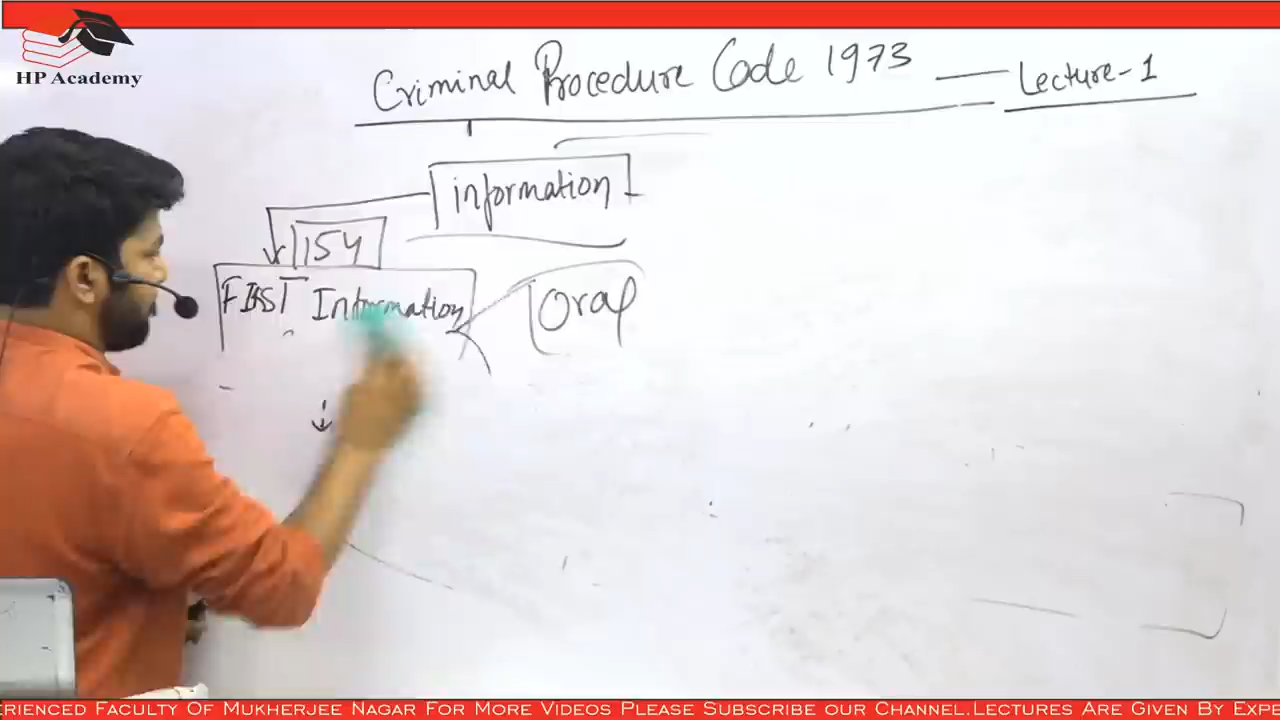 HP Academy
Criminal Procedure Code 1973 — Lecture-1
information
154
FIRST Information
Oral
ERIENCED FACULTY OF MUKHERJEE NAGAR FOR MORE VIDEOS PLEASE SUBSCRIBE OUR CHANNEL.LECTURES ARE GIVEN BY EXPE